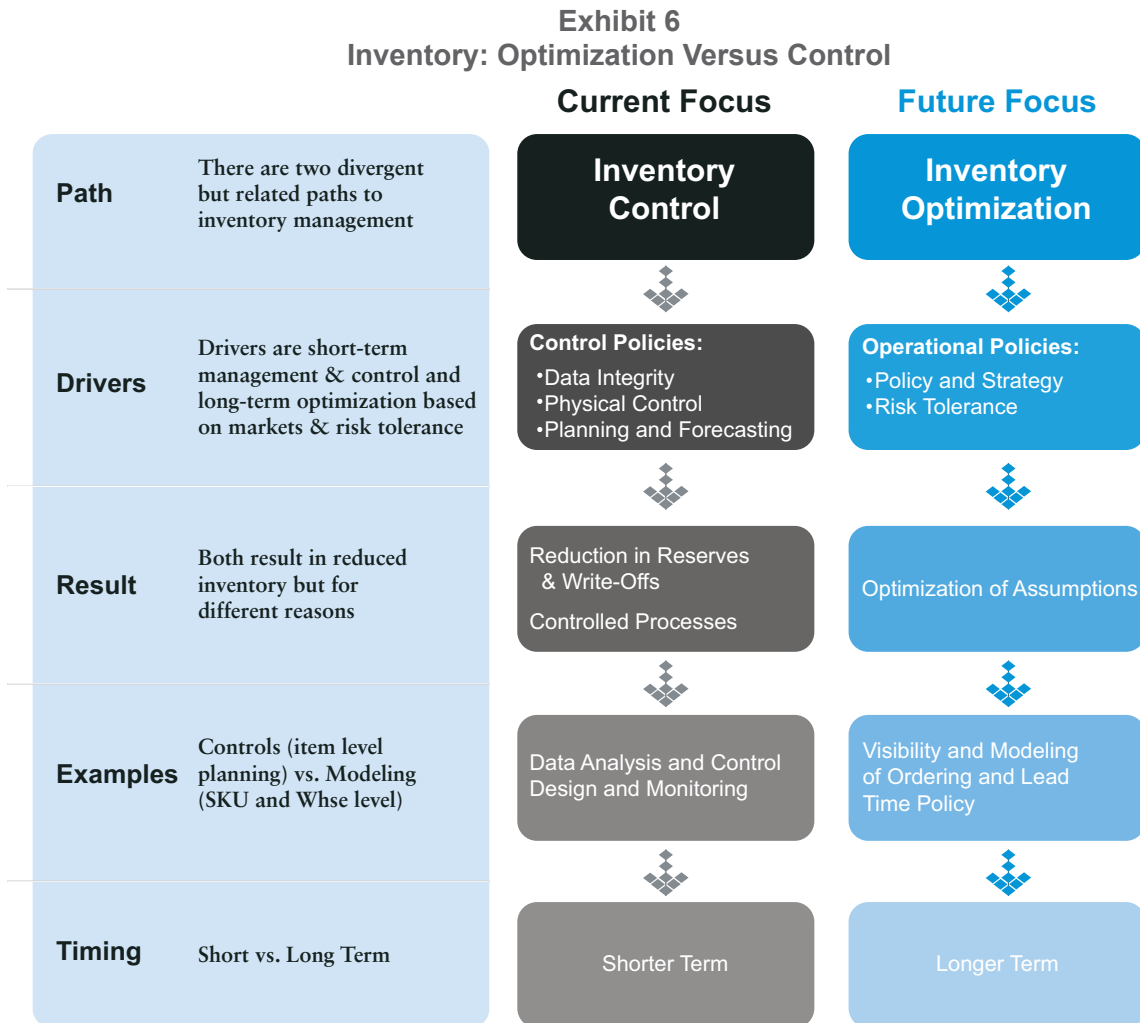 Exhibit 6
Inventory: Optimization Versus Control
Current Focus
Future Focus
Path
There are two divergent
but related paths to
inventory management
Inventory
Control
Inventory
Optimization
Drivers
Drivers are short-term
management & control and
long-term optimization based
on markets & risk tolerance
Control Policies:
•Data Integrity
•Physical Control
•Planning and Forecasting
Operational Policies:
•Policy and Strategy
•Risk Tolerance
Result
Both result in reduced
inventory but for
different reasons
Reduction in Reserves
& Write-Offs
Controlled Processes
Optimization of Assumptions
Examples
Controls (item level
planning) vs. Modeling
(SKU and Whse level)
Data Analysis and Control
Design and Monitoring
Visibility and Modeling
of Ordering and Lead
Time Policy
Timing
Short vs. Long Term
Shorter Term
Longer Term